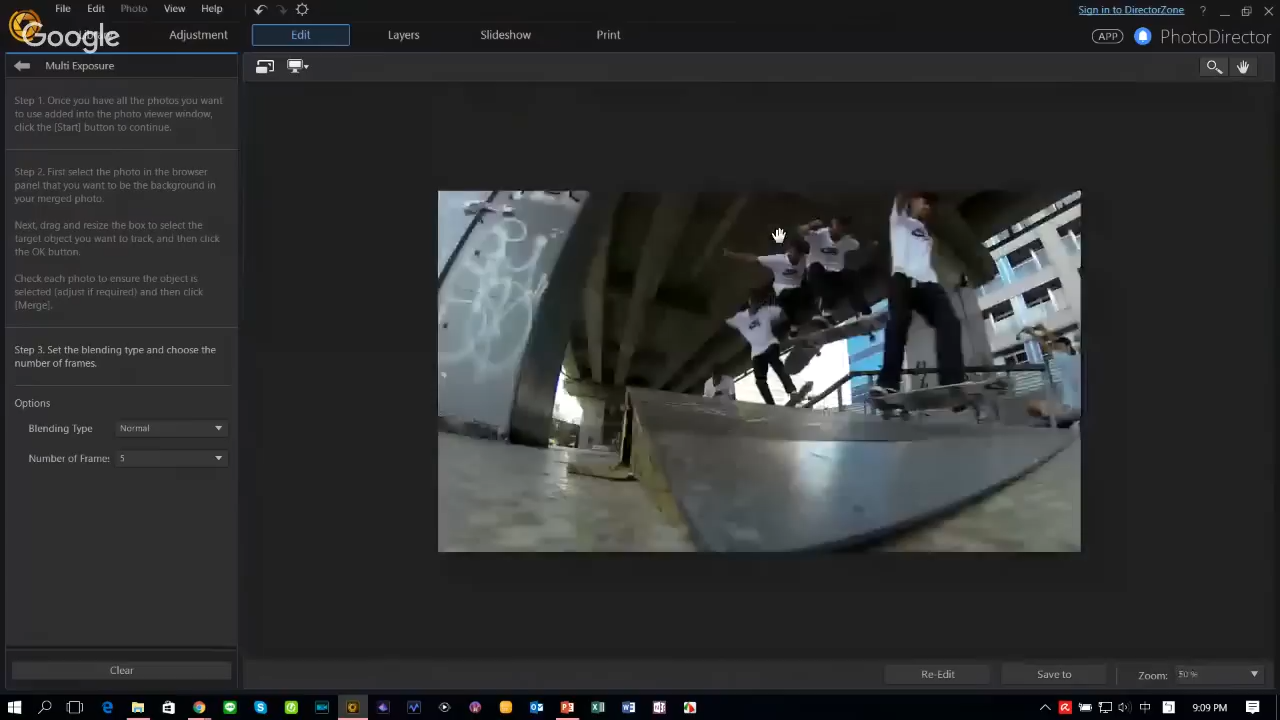 File Edit Photo View Help
Sign in to DirectorZone
Google
Adjustment
Edit
Layers
Slideshow
Print
APP
PhotoDirector
Multi Exposure
Step 1. Once you have all the photos you want
to use added into the photo viewer window,
click the [Start] button to continue.
Step 2. First select the photo in the browser
panel that you want to be the background in
your merged photo.
Next, drag and resize the box to select the
target object you want to track, and then click
the OK button.
Check each photo to ensure the object is
selected (adjust if required) and then click
[Merge].
Step 3. Set the blending type and choose the
number of frames.
Options
Blending Type Normal
Number of Frame: 5
Clear
Re-Edit
Save to
Zoom: 50 %
中
9:09 PM